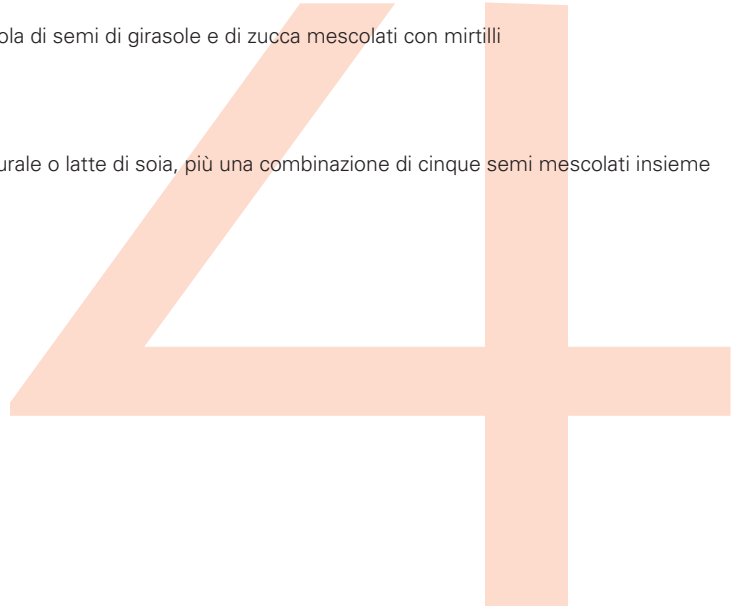 ola di semi di girasole e di zucca mescolati con mirtilli
urale o latte di soia, più una combinazione di cinque semi mescolati insieme
4